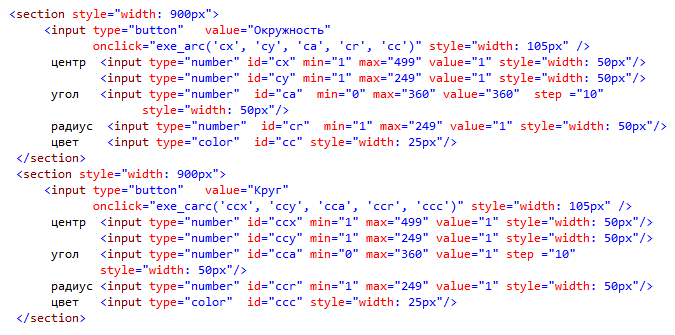 <section style="width: 900px">
<input type="button" value="Окружность"
onclick="exe_arc('cx', 'cy', 'ca', 'cr', 'cc')" style="width: 105px" />
центр <input type="number" id="cx" min="1" max="499" value="1" style="width: 50px"/>
<input type="number" id="cy" min="1" max="249" value="1" style="width: 50px"/>
угол <input type="number" id="ca" min="0" max="360" value="360" step ="10"
style="width: 50px"/>
радиус <input type="number" id="cr" min="1" max="249" value="1" style="width: 50px"/>
цвет <input type="color" id="cc" style="width: 25px"/>
</section>
<section style="width: 900px">
<input type="button" value="Круг"
onclick="exe_carc('ccx', 'ccy', 'cca', 'ccr', 'ccc')" style="width: 105px" />
центр <input type="number" id="ccx" min="1" max="499" value="1" style="width: 50px"/>
<input type="number" id="ccy" min="1" max="249" value="1" style="width: 50px"/>
угол <input type="number" id="cca" min="0" max="360" value="1" step ="10"
style="width: 50px"/>
радиус <input type="number" id="ccr" min="1" max="249" value="1" style="width: 50px"/>
цвет <input type="color" id="ccc" style="width: 25px"/>
</section>